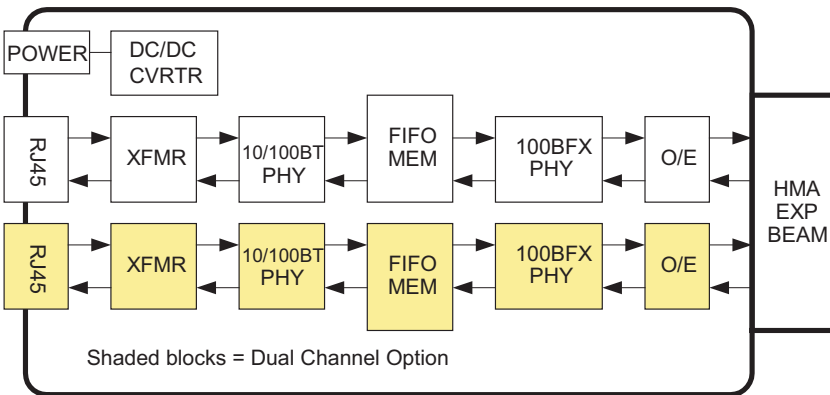 POWER
DC/DC
CVRTR
RJ45
XFMR
10/100BT
PHY
FIFO
MEM
100BFX
PHY
O/E
HMA
EXP
BEAM
RJ45
XFMR
10/100BT
PHY
FIFO
MEM
100BFX
PHY
O/E
Shaded blocks = Dual Channel Option